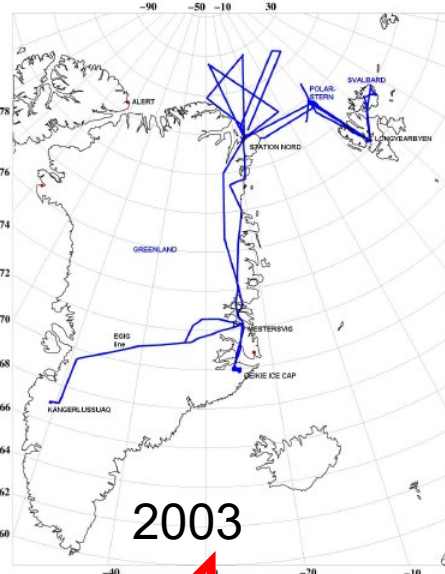 -90 -50 -10 30
ALERT
SVALBARD
POLAR-
STERN
78
LONGYEARBYEN
STATION NORD
76
74
GREENLAND
72
70
MESTERSVIG
EGIG
line
68
GEIKIE ICE CAP
KANGERLUSSUAQ
66
64
62
2003
60
-40 -30 -20 -10